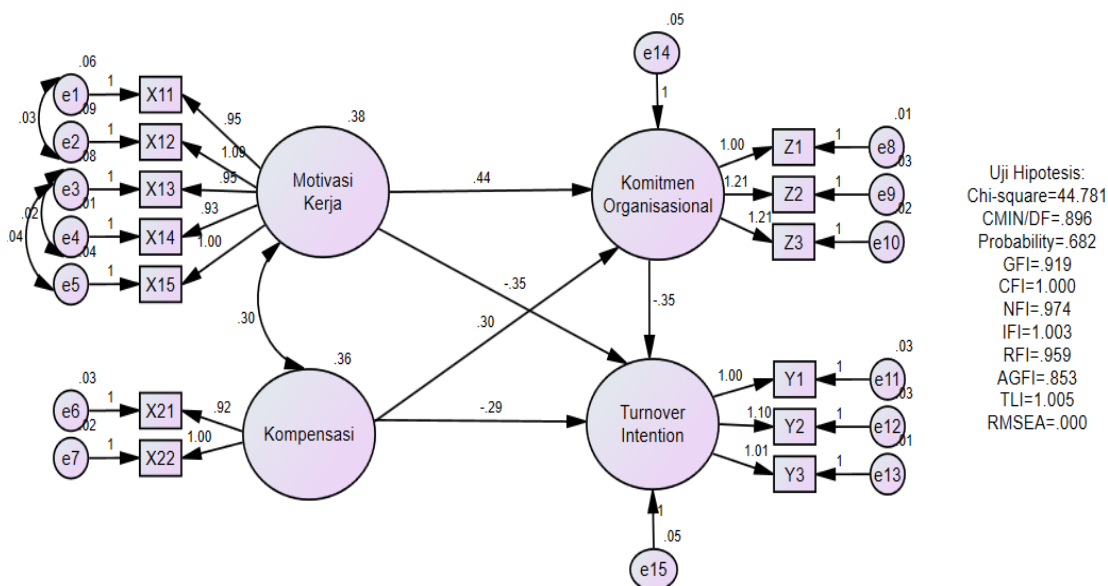 .05
e14
1
.06
e1
1
X11
.09
.03
e2
1
X12
.08
e3
1
X13
.01
.02
e4
1
X14
.04
.04
e5
1
X15
.95
1.09
.95
.93
1.00
.38
Motivasi
Kerja
.44
Komitmen
Organisasional
1.00
1.21
1.21
Z1
1
e8
.01
Z2
1
e9
.03
Z3
1
e10
.02
-.35
-.35
.30
.30
.36
.03
e6
1
X21
.02
e7
1
X22
.92
1.00
Kompensasi
-.29
Turnover
Intention
1.00
1.10
1.01
Y1
1
e11
.03
Y2
1
e12
.03
Y3
1
e13
.01
1
.05
e15
Uji Hipotesis:
Chi-square=44.781
CMIN/DF=.896
Probability=.682
GFI=.919
CFI=1.000
NFI=.974
IFI=1.003
RFI=.959
AGFI=.853
TLI=1.005
RMSEA=.000